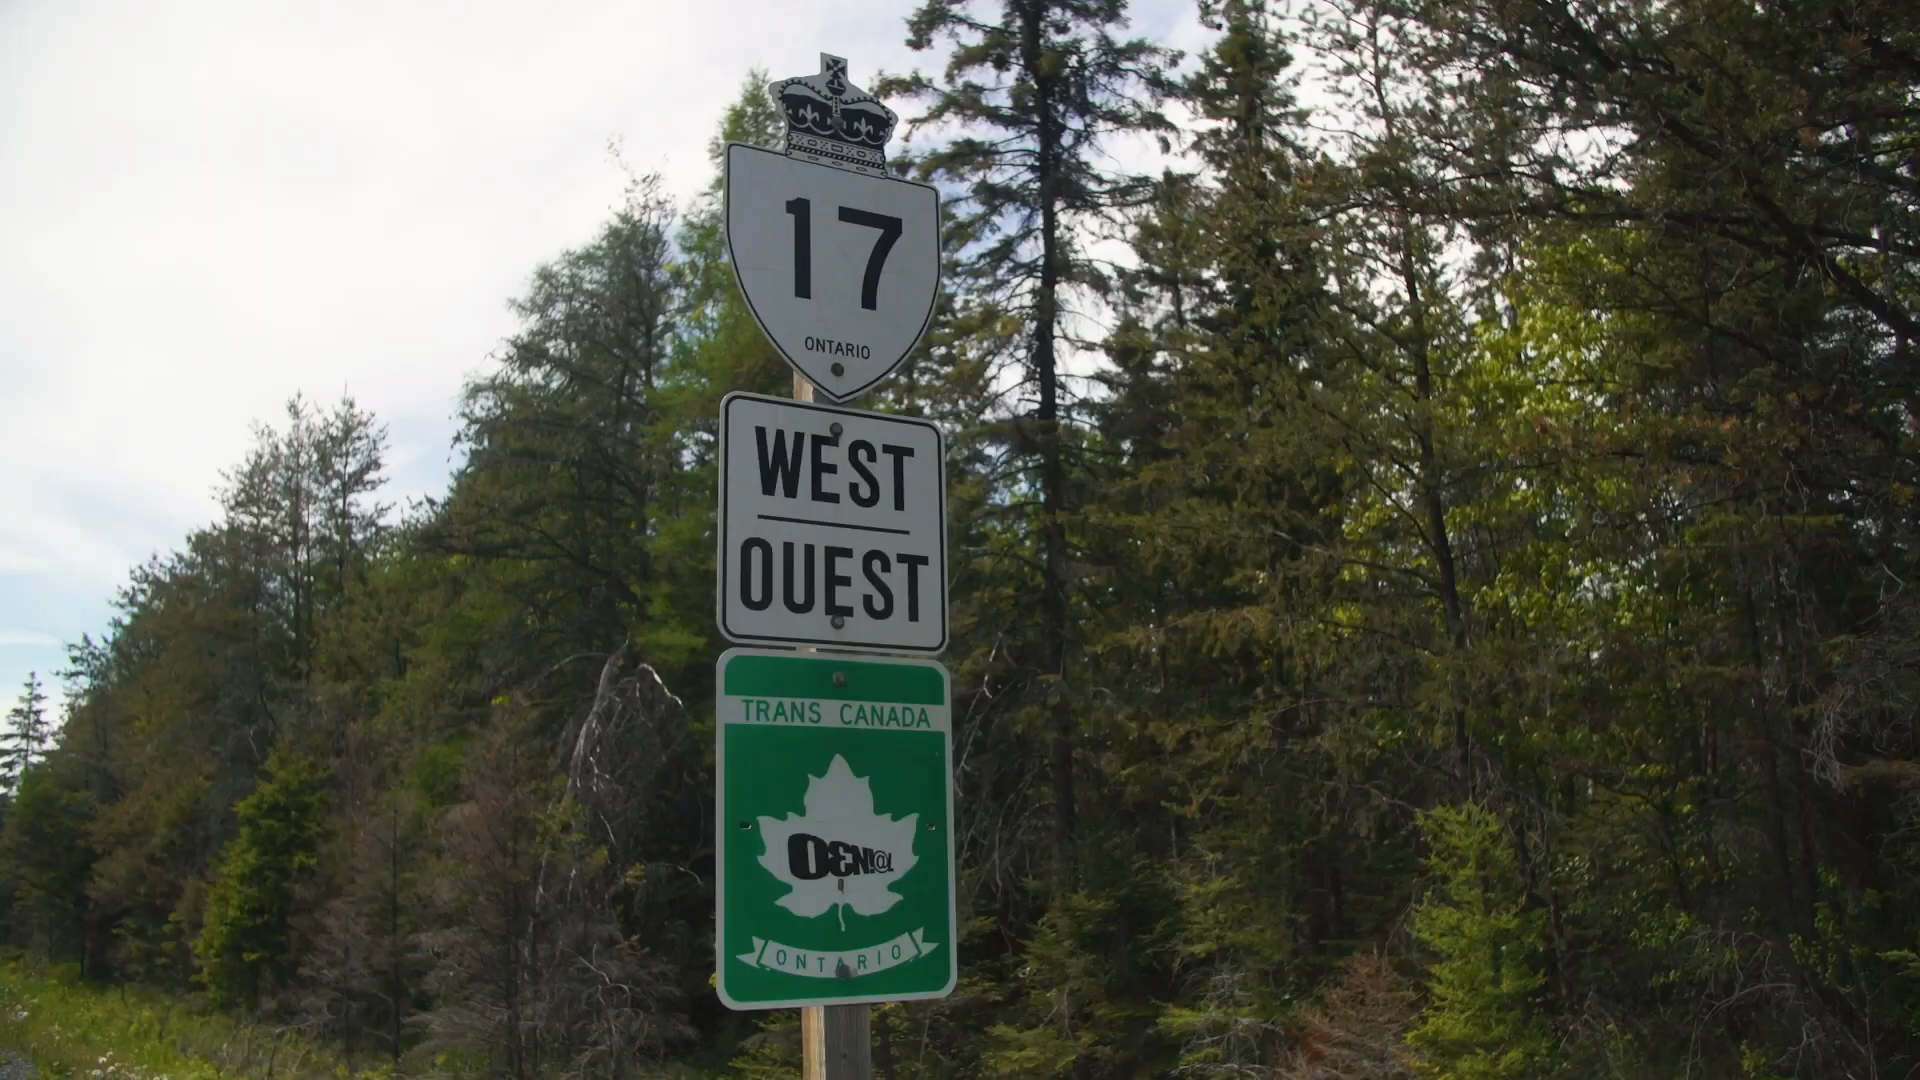 17
ONTARIO
WEST
OUEST
TRANS CANADA
ONTARIO